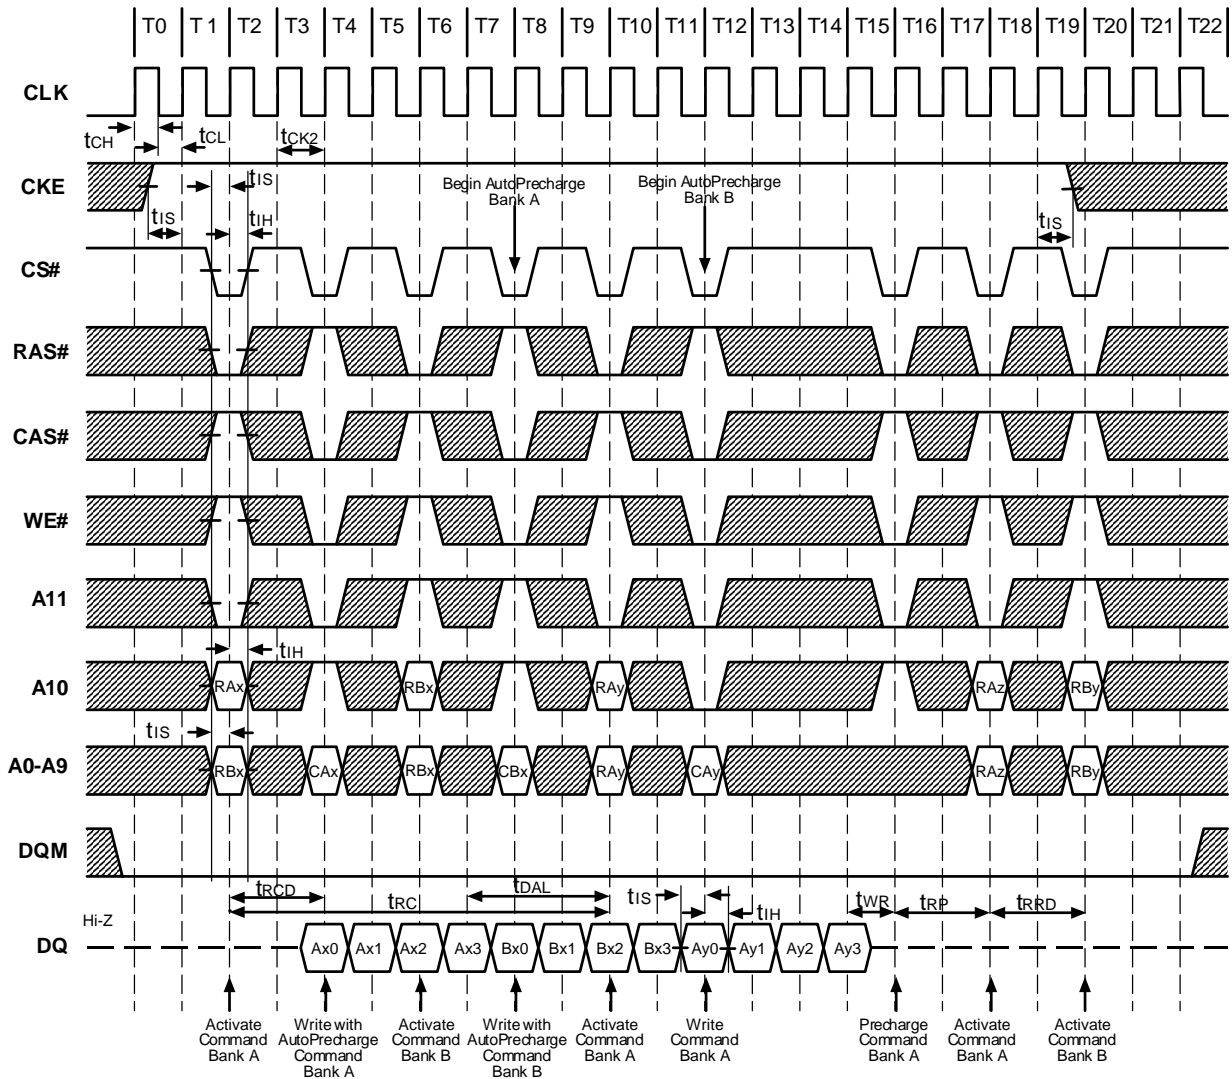 T0 T1 T2 T3 T4 T5 T6 T7 T8 T9 T10 T11 T12 T13 T14 T15 T16 T17 T18 T19 T20 T21 T22
CLK
tCH tCL tCK2
CKE
tIS
Begin AutoPrecharge
Bank A
Begin AutoPrecharge
Bank B
tIS tIH tIS
CS#
RAS#
CAS#
WE#
A11
tIH
A10
RAx RBx RAy RAz RBy
tIS
A0-A9
RBx CAx RBx CBx RAy CAy RAz RBy
DQM
tRCD tDAL tIS tWR tRP tRRD
tRC tIH
Hi-Z
DQ
Ax0 Ax1 Ax2 Ax3 Bx0 Bx1 Bx2 Bx3 Ay0 Ay1 Ay2 Ay3
Activate
Command
Bank A
Write with
AutoPrecharge
Command
Bank A
Activate
Command
Bank B
Write with
AutoPrecharge
Command
Bank B
Activate
Command
Bank A
Write
Command
Bank A
Precharge
Command
Bank A
Activate
Command
Bank A
Activate
Command
Bank B